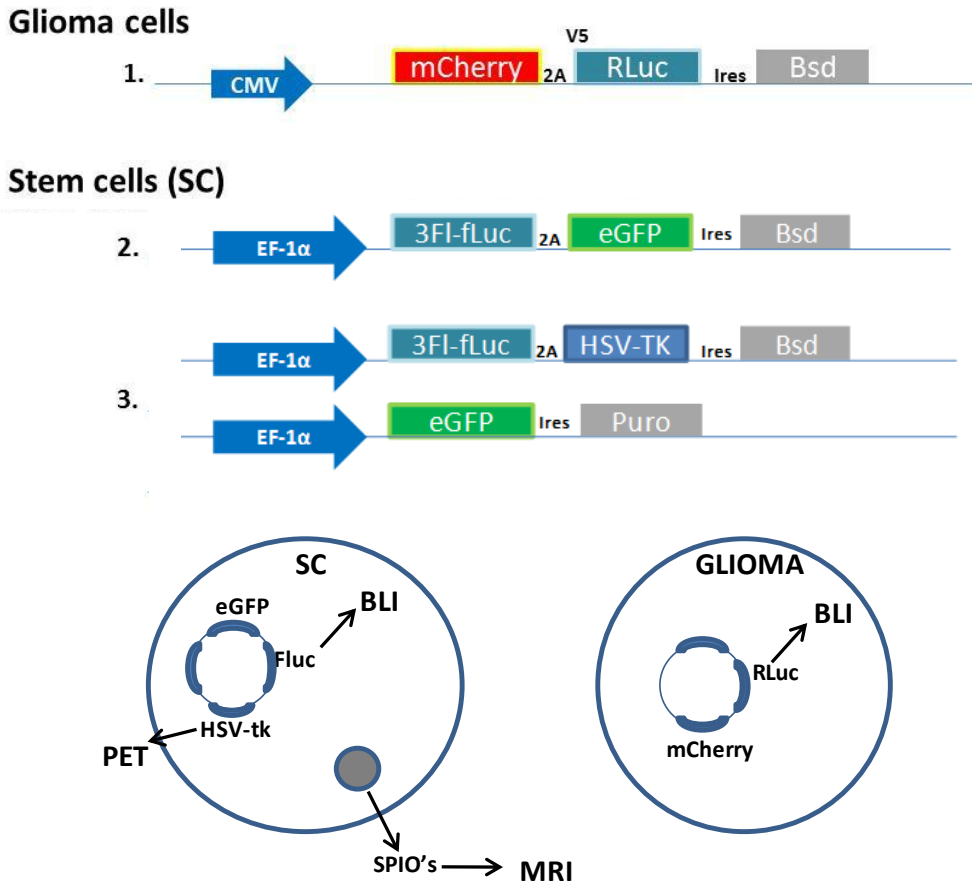 Glioma cells
V5
1. CMV mCherry 2A RLuc Ires Bsd
Stem cells (SC)
2. EF-1α 3Fl-fLuc 2A eGFP Ires Bsd
EF-1α 3Fl-fLuc 2A HSV-TK Ires Bsd
3.
EF-1α eGFP Ires Puro
SC
eGFP
BLI
Fluc
HSV-tk
PET
SPIO's
MRI
GLIOMA
BLI
RLuc
mCherry